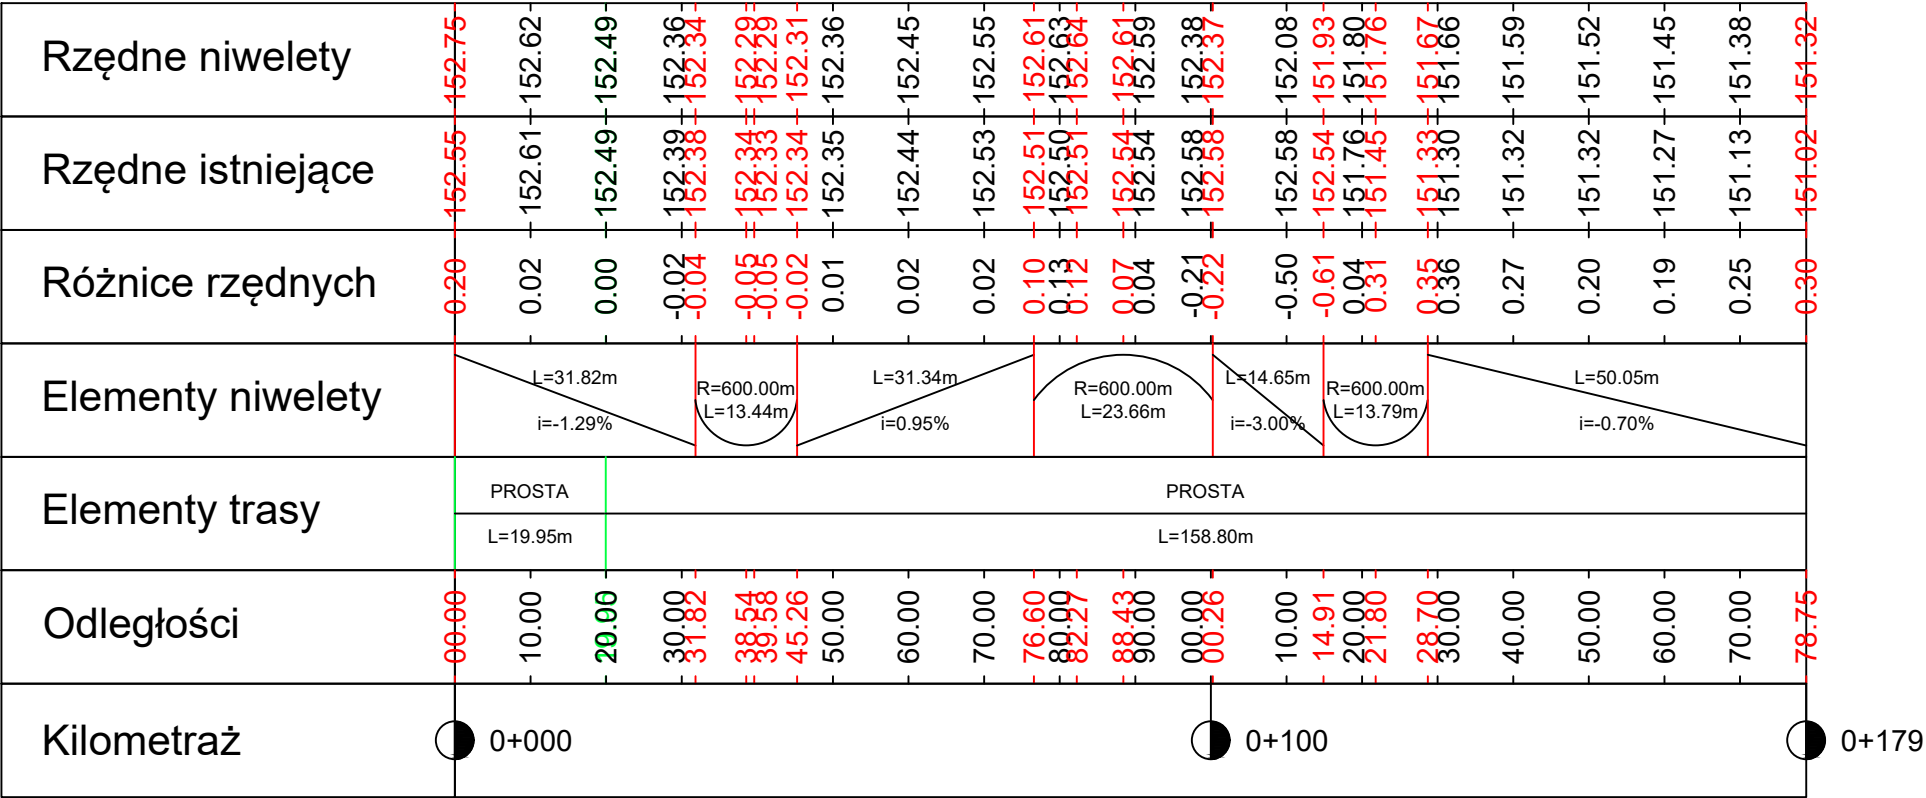 Rzędne niwelety
152.75 152.62 152.49 152.36 152.34 152.29 152.29 152.31 152.36 152.45 152.55 152.61 152.63 152.64 152.61 152.59 152.38 152.37 152.08 151.93 151.80 151.76 151.67 151.66 151.59 151.52 151.45 151.38 151.32
Rzędne istniejące
152.55 152.61 152.49 152.39 152.38 152.34 152.33 152.34 152.35 152.44 152.53 152.51 152.50 152.51 152.54 152.54 152.58 152.58 152.58 152.54 151.76 151.45 151.33 151.30 151.32 151.32 151.27 151.13 151.02
Różnice rzędnych
0.20 0.02 0.00 -0.02 -0.04 -0.05 -0.05 -0.02 0.01 0.02 0.02 0.10 0.13 0.12 0.07 0.04 -0.21 -0.22 -0.50 -0.61 0.04 0.31 0.35 0.36 0.27 0.20 0.19 0.25 0.30
Elementy niwelety
L=31.82m
i=-1.29%
R=600.00m
L=13.44m
L=31.34m
i=0.95%
R=600.00m
L=23.66m
L=14.65m
i=-3.00%
R=600.00m
L=13.79m
L=50.05m
i=-0.70%
Elementy trasy
PROSTA
L=19.95m
PROSTA
L=158.80m
Odległości
00.00 10.00 20.00 30.00 31.82 38.54 39.58 45.26 50.00 60.00 70.00 76.60 80.00 82.27 88.43 90.00 00.00 00.26 10.00 14.91 20.00 21.80 28.70 30.00 40.00 50.00 60.00 70.00 78.75
Kilometraż
0+000
0+100
0+179